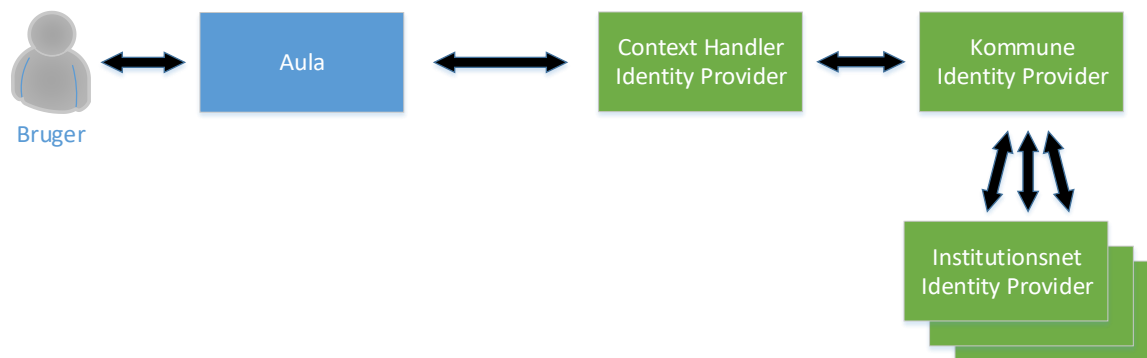 Bruger
Aula
Context Handler
Identity Provider
Kommune
Identity Provider
Institutionsnet
Identity Provider